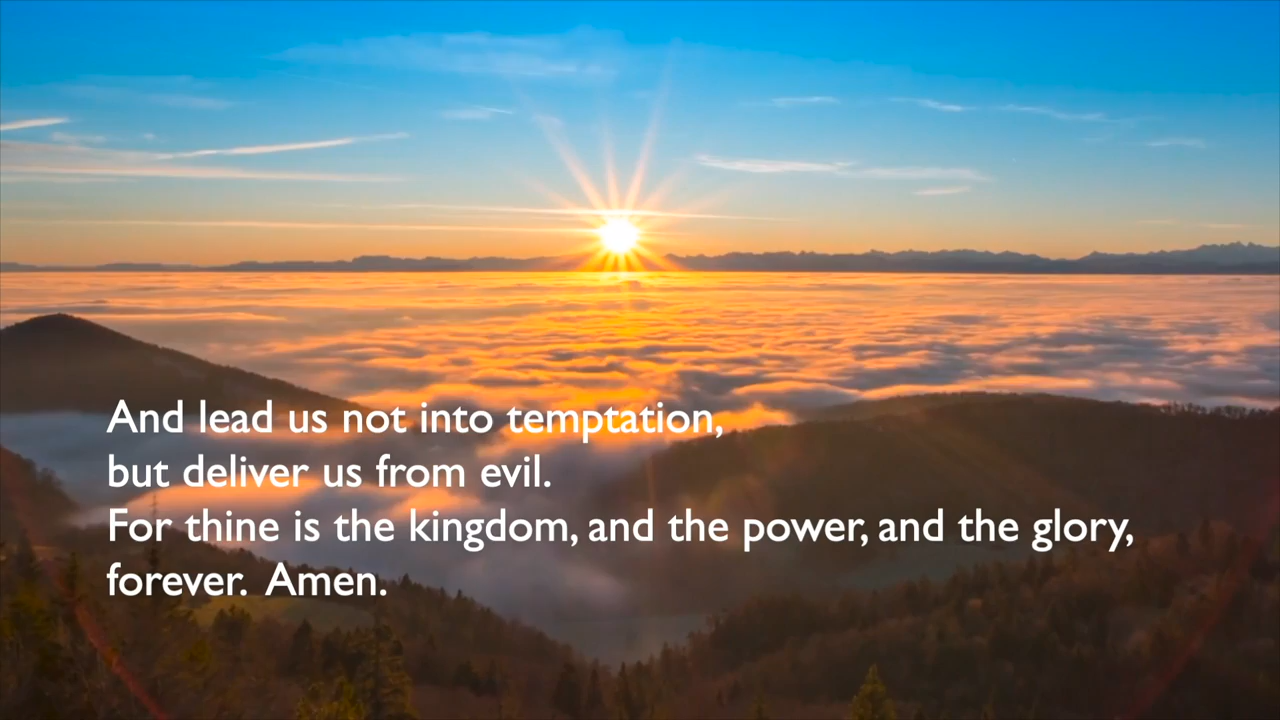 And lead us not into temptation,
but deliver us from evil.
For thine is the kingdom, and the power, and the glory,
forever.  Amen.